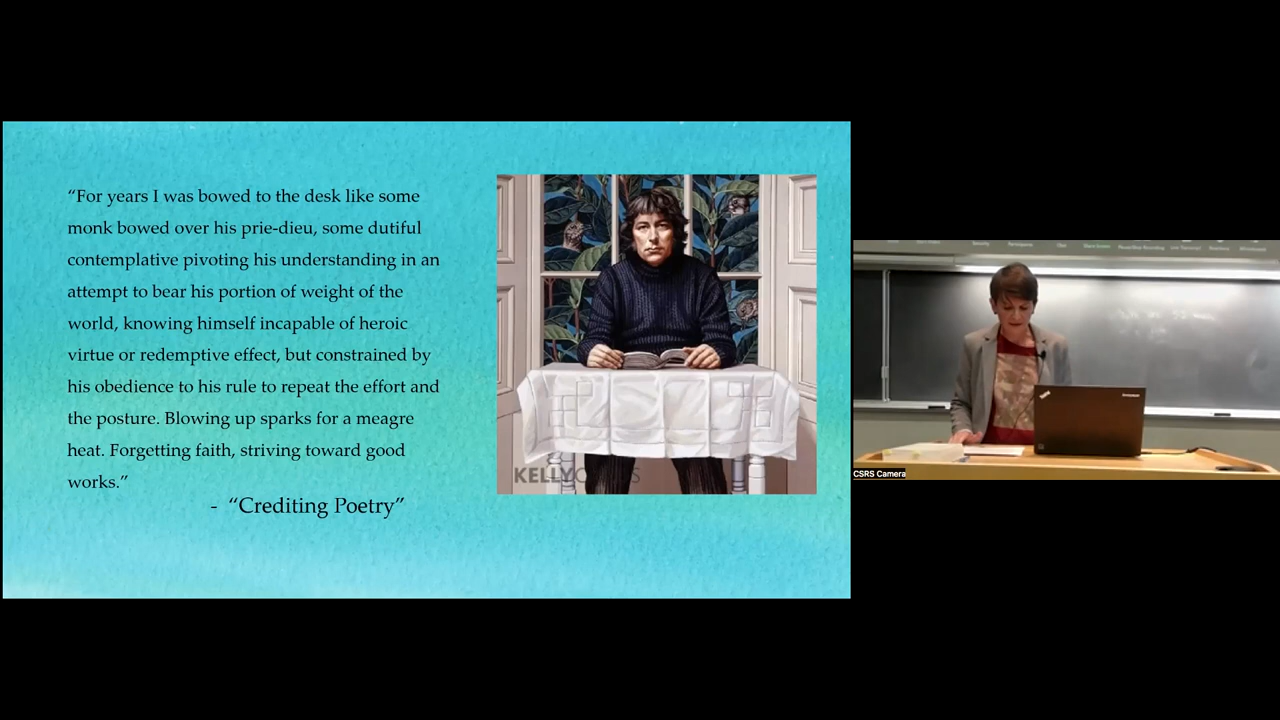 “For years I was bowed to the desk like some
monk bowed over his prie-dieu, some dutiful
contemplative pivoting his understanding in an
attempt to bear his portion of weight of the
world, knowing himself incapable of heroic
virtue or redemptive effect, but constrained by
his obedience to his rule to repeat the effort and
the posture. Blowing up sparks for a meagre
heat. Forgetting faith, striving toward good
works.”
- “Crediting Poetry”
KELLY
CSRS Camera